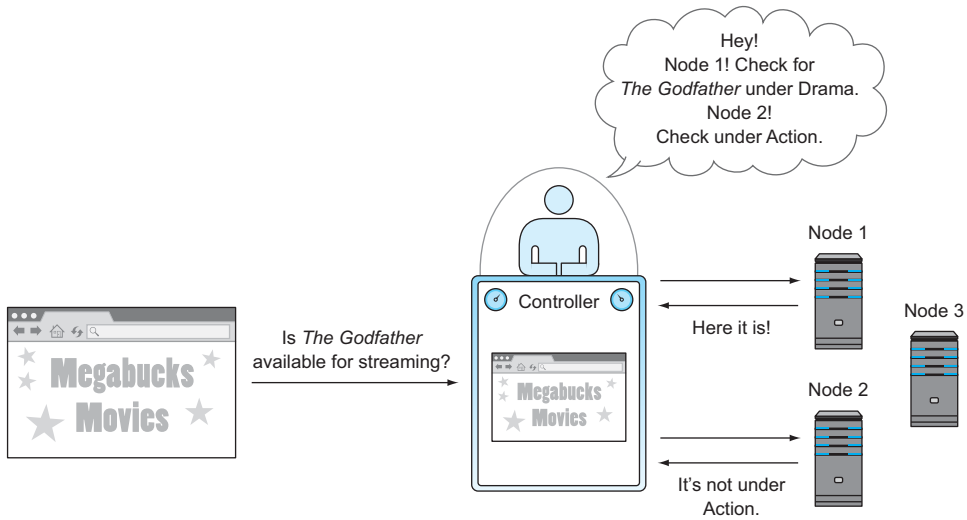 Hey!
Node 1! Check for
The Godfather under Drama.
Node 2!
Check under Action.
Node 1
Controller
Node 3
Here it is!
Is The Godfather
available for streaming?
Megabucks
Movies
Megabucks
Movies
Node 2
It's not under
Action.